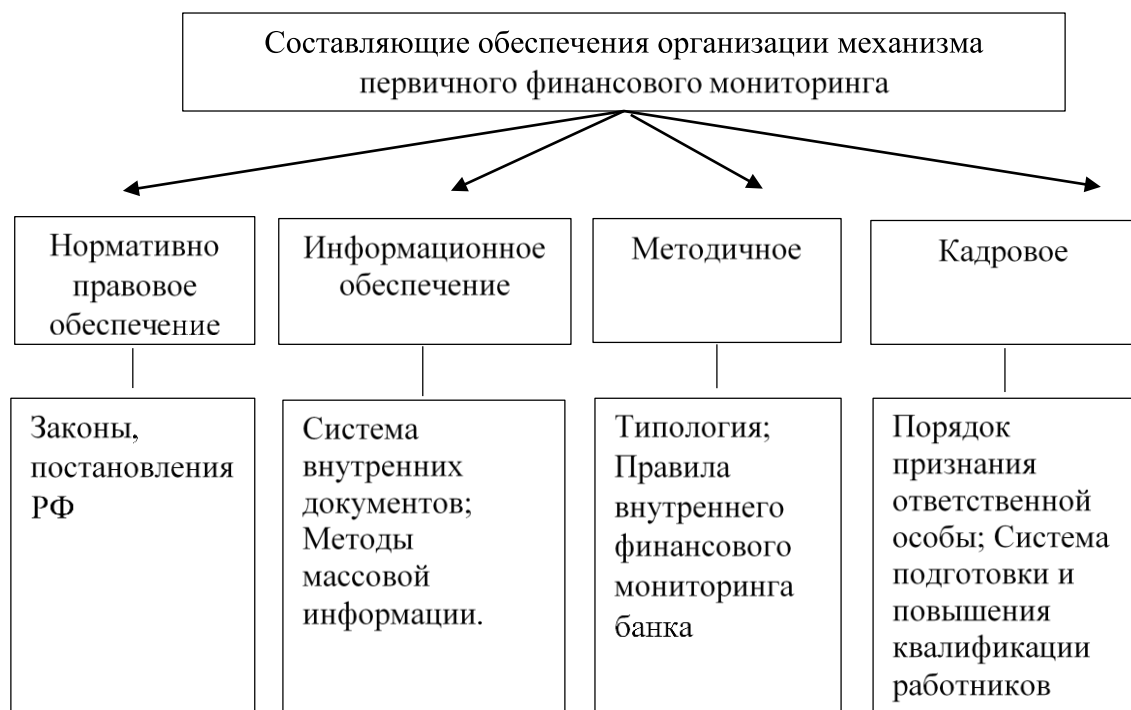 Составляющие обеспечения организации механизма
первичного финансового мониторинга
Нормативно
правовое
обеспечение
Информационное
обеспечение
Методичное
Кадровое
Законы,
постановления
РФ
Система
внутренних
документов;
Методы
массовой
информации.
Типология;
Правила
внутреннего
финансового
мониторинга
банка
Порядок
признания
ответственной
особы; Система
подготовки и
повышения
квалификации
работников